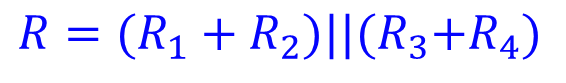 R = (R₁ + R₂)||(R₃+R₄)